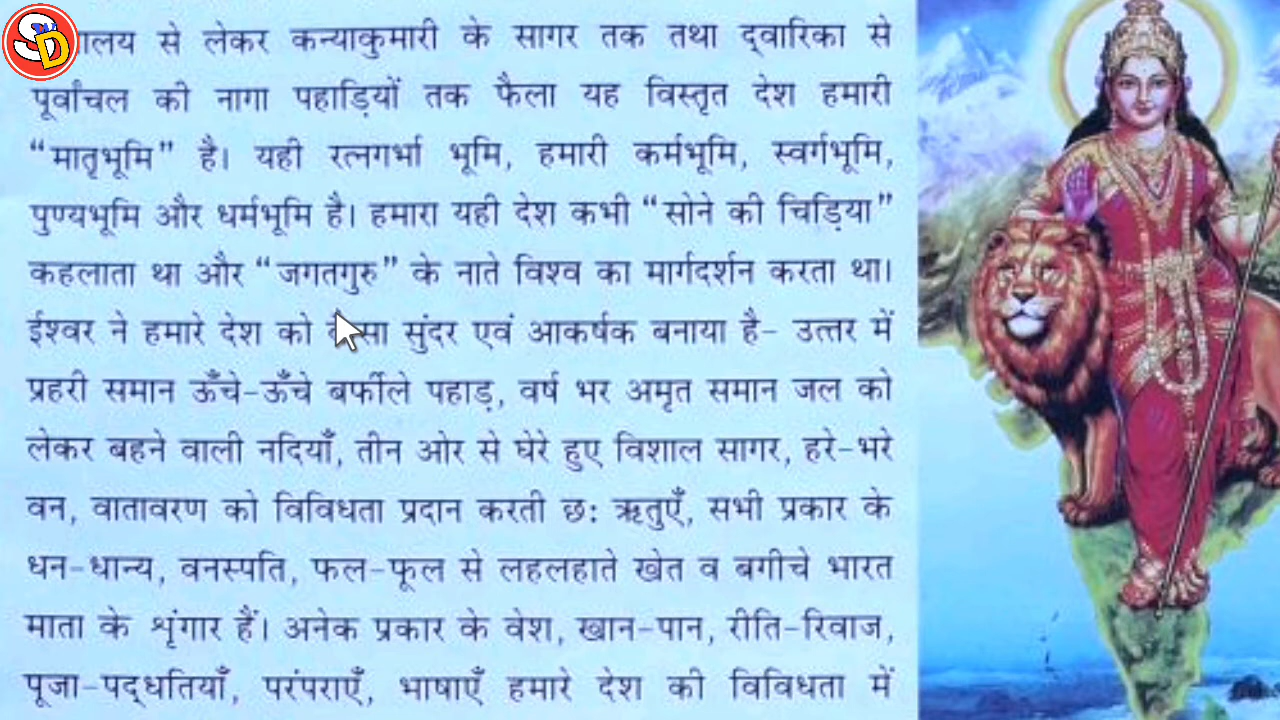 SD
से लेकर कन्याकुमारी के सागर तक तथा द्वारिका से
पूर्वांचल की नागा पहाड़ियों तक फैला यह विस्तृत देश हमारी
“मातृभूमि” है। यही रत्नगर्भा भूमि, हमारी कर्मभूमि, स्वर्गभूमि,
पुण्यभूमि और धर्मभूमि है। हमारा यही देश कभी “सोने की चिड़िया”
कहलाता था और “जगतगुरु” के नाते विश्व का मार्गदर्शन करता था।
ईश्वर ने हमारे देश को सुंदर एवं आकर्षक बनाया है- उत्तर में
प्रहरी समान ऊँचे-ऊँचे बर्फीले पहाड़, वर्ष भर अमृत समान जल को
लेकर बहने वाली नदियाँ, तीन ओर से घेरे हुए विशाल सागर, हरे-भरे
वन, वातावरण को विविधता प्रदान करती छः ऋतुएँ, सभी प्रकार के
धन-धान्य, वनस्पति, फल-फूल से लहलहाते खेत व बगीचे भारत
माता के शृंगार हैं। अनेक प्रकार के वेश, खान-पान, रीति-रिवाज,
पूजा-पद्धतियाँ, परंपराएँ, भाषाएँ हमारे देश की विविधता में